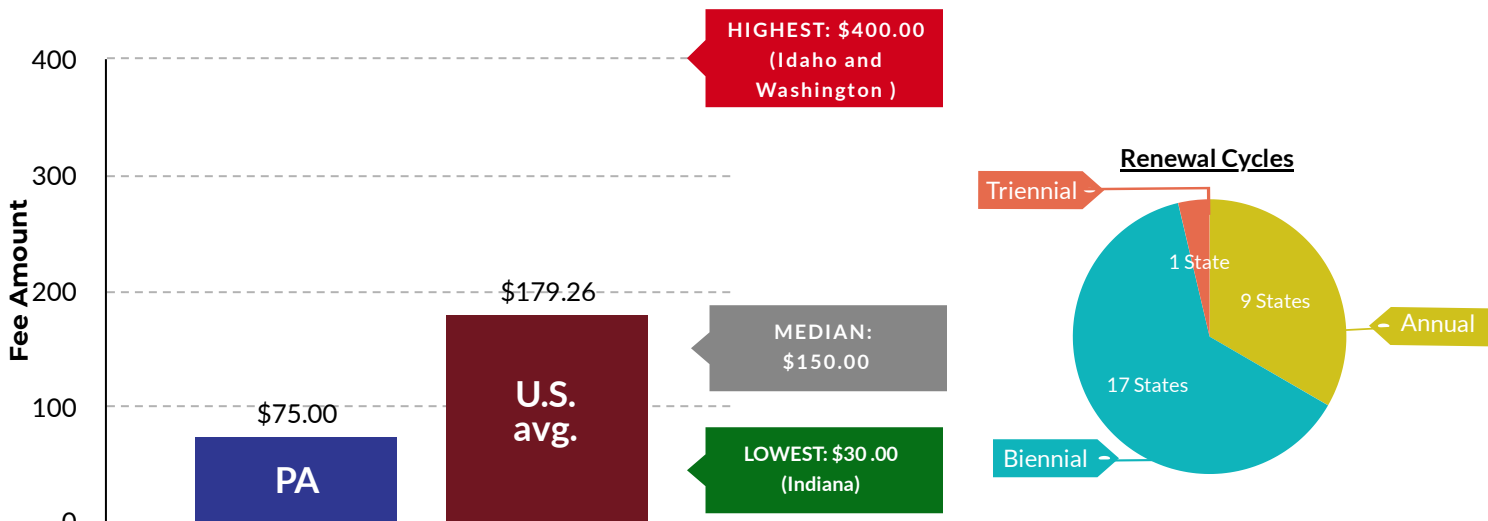 HIGHEST: $400.00
(Idaho and
Washington )
400
300
200
100
0
Fee Amount
$75.00
PA
$179.26
U.S.
avg.
MEDIAN:
$150.00
LOWEST: $30 .00
(Indiana)
Renewal Cycles
Triennial
1 State
9 States
Annual
17 States
Biennial